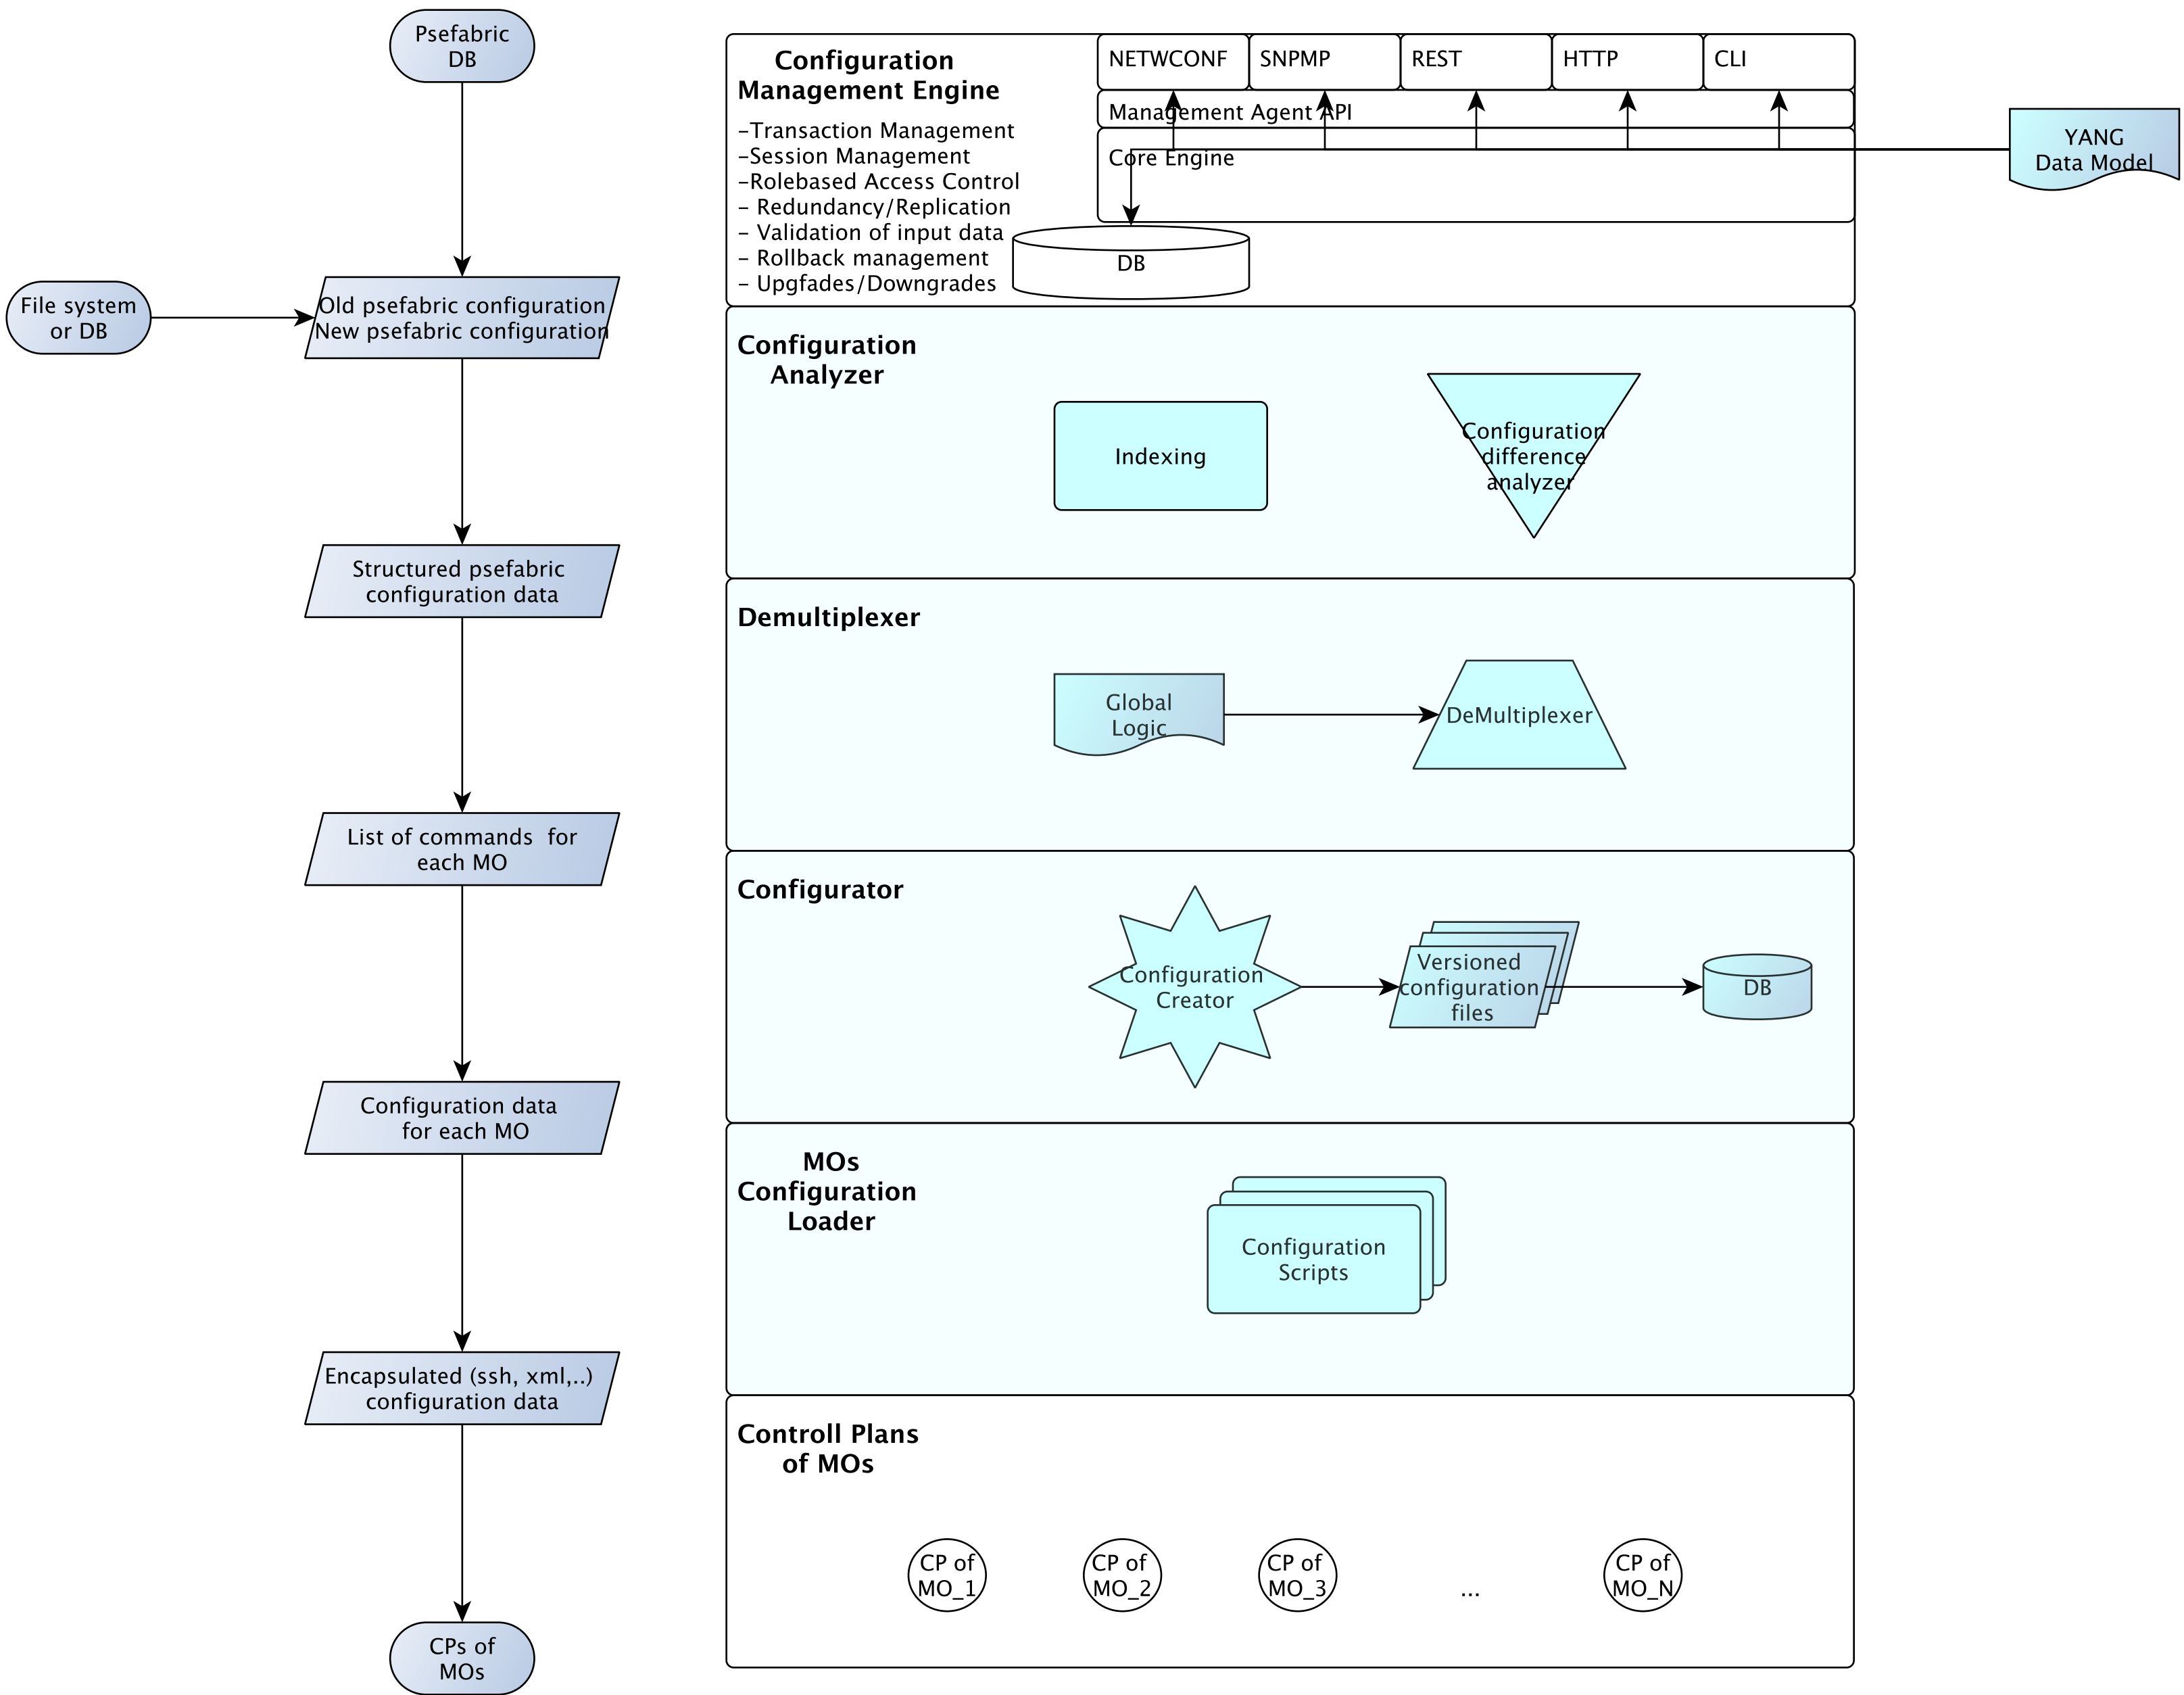 Psefabric
DB
File system
or DB
Old psefabric configuration
New psefabric configuration
Structured psefabric
configuration data
List of commands  for
each MO
Configuration data
for each MO
Encapsulated (ssh, xml,..)
configuration data
CPs of
MOs
Configuration
Management Engine
-Transaction Management
-Session Management
-Rolebased Access Control
- Redundancy/Replication
- Validation of input data
- Rollback management
- Upgfades/Downgrades
NETWCONF
SNPMP
REST
HTTP
CLI
Management Agent API
Core Engine
DB
YANG
Data Model
Configuration
Analyzer
Indexing
Configuration
difference
analyzer
Demultiplexer
Global
Logic
DeMultiplexer
Configurator
Configuration
Creator
Versioned
configuration
files
DB
MOs
Configuration
Loader
Configuration
Scripts
Controll Plans
of MOs
CP of
MO_1
CP of
MO_2
CP of
MO_3
...
CP of
MO_N